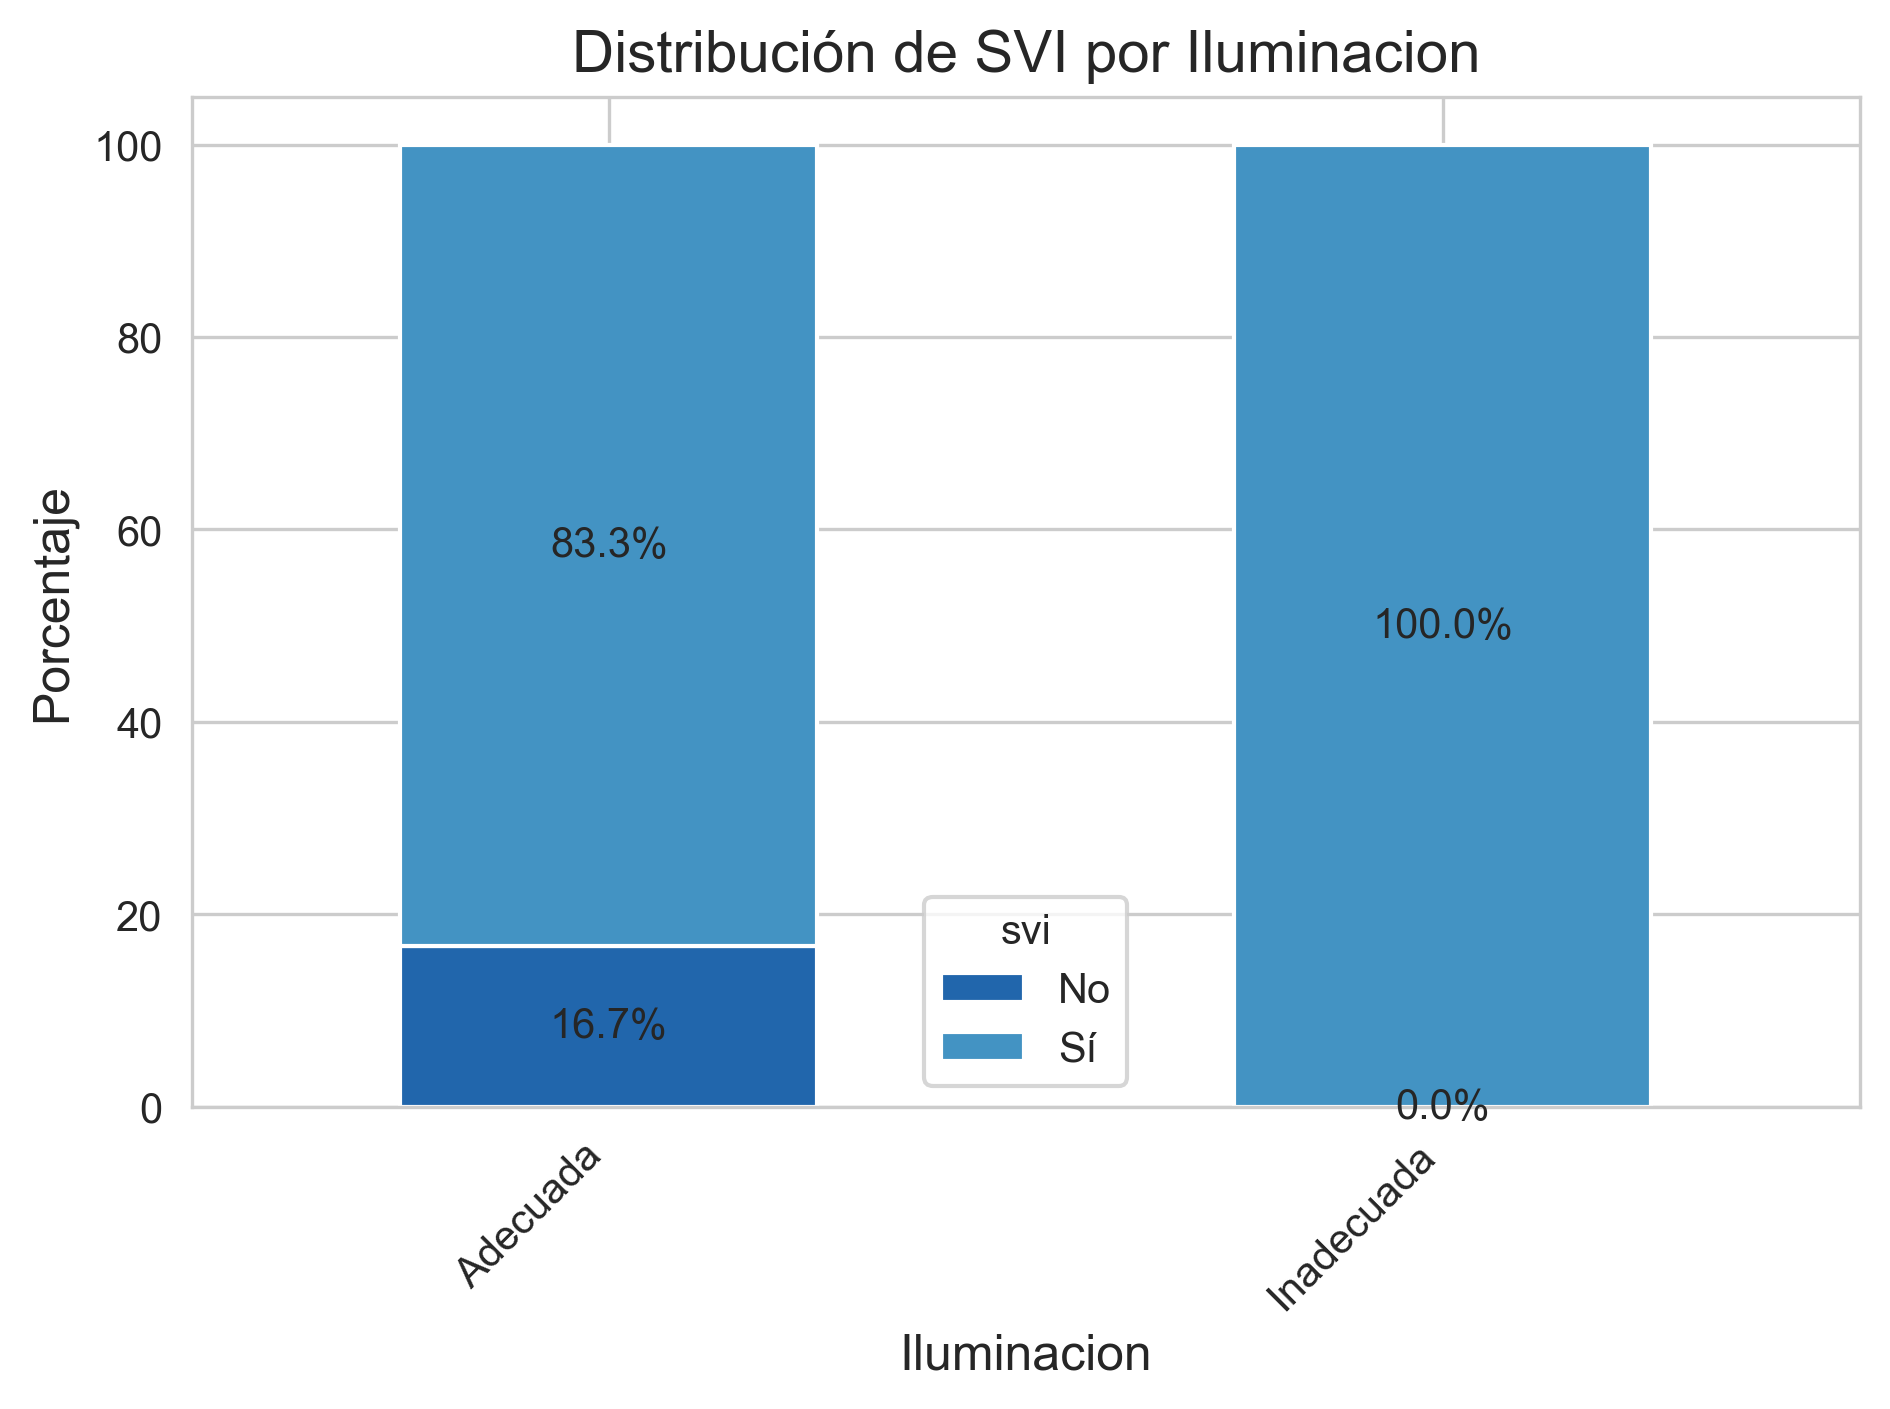 Distribución de SVI por Iluminacion
Porcentaje
100
80
60
40
20
0
83.3%
16.7%
100.0%
0.0%
svi
No
Sí
Adecuada
Inadecuada
Iluminacion